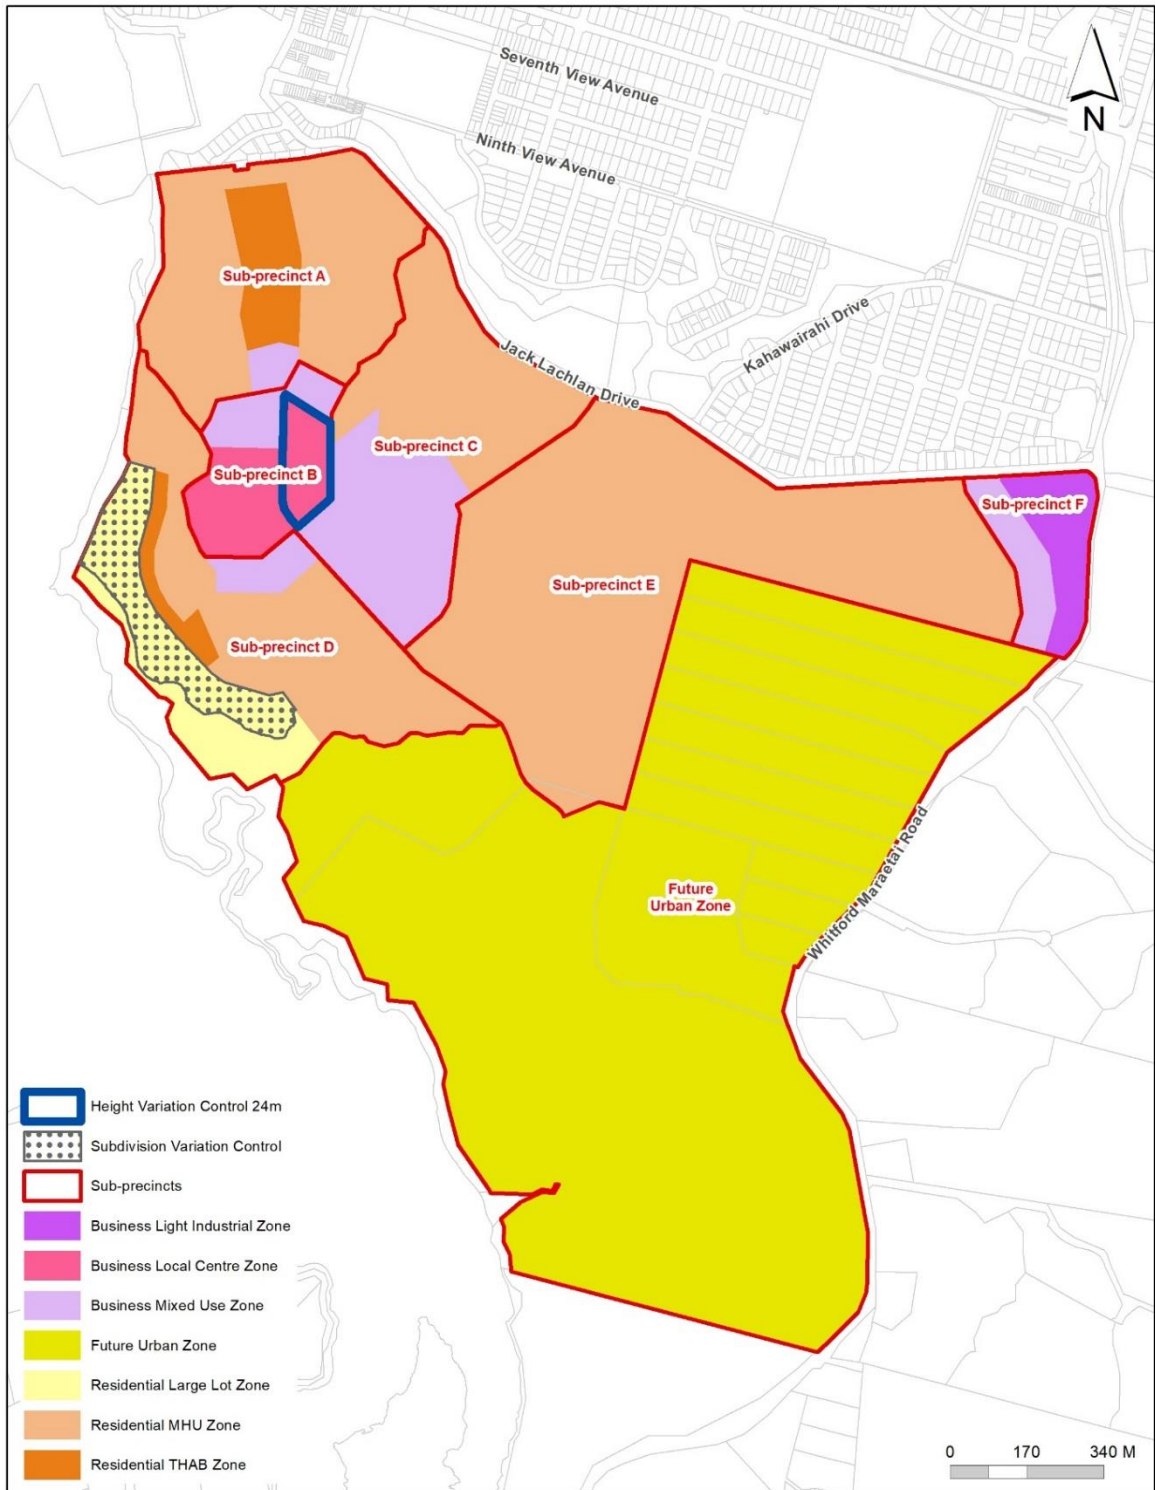 Seventh View Avenue
N
Ninth View Avenue
Sub-precinct A
Kahawairahi Drive
Jack Lachlan Drive
Sub-precinct C
Sub-precinct B
Sub-precinct F
Sub-precinct E
Sub-precinct D
Future
Urban Zone
Whitford Maraetai Road
Height Variation Control 24m
Subdivision Variation Control
Sub-precincts
Business Light Industrial Zone
Business Local Centre Zone
Business Mixed Use Zone
Future Urban Zone
Residential Large Lot Zone
Residential MHU Zone
Residential THAB Zone
0 170 340 M